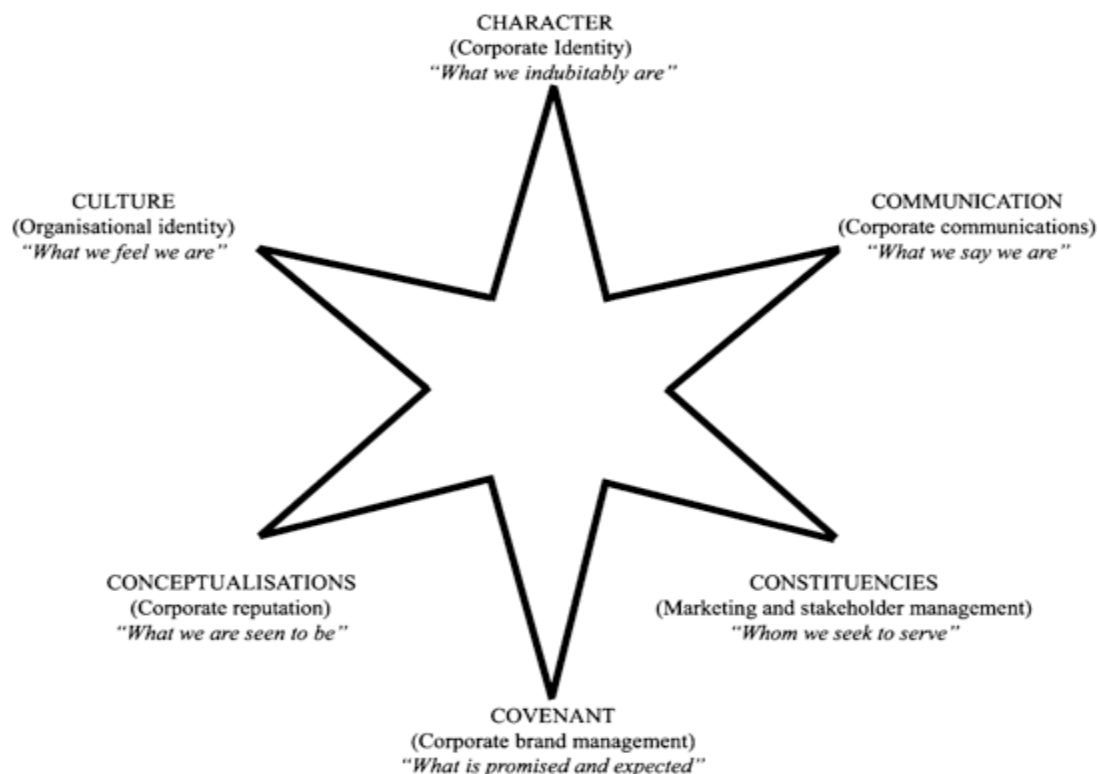 CHARACTER
(Corporate Identity)
“What we indubitably are”
CULTURE
(Organisational identity)
“What we feel we are”
COMMUNICATION
(Corporate communications)
“What we say we are”
CONCEPTUALISATIONS
(Corporate reputation)
“What we are seen to be”
CONSTITUENCIES
(Marketing and stakeholder management)
“Whom we seek to serve”
COVENANT
(Corporate brand management)
“What is promised and expected”